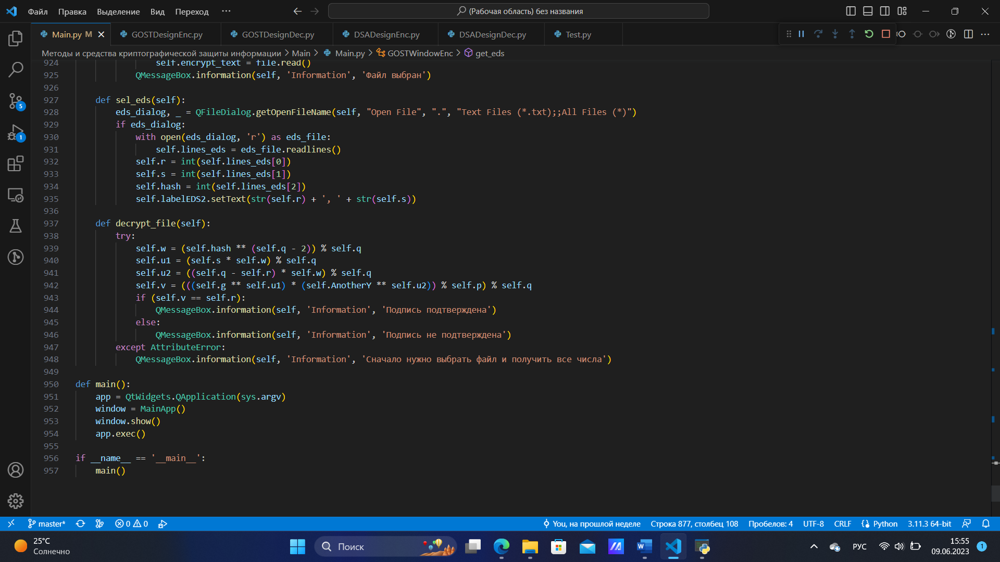 Файл Правка Выделение Вид Переход ··· (Рабочая область) без названия
Main.py M GOSTDesignEnc.py GOSTDesignDec.py DSADesignEnc.py DSADesignDec.py Test.py
Методы и средства криптографической защиты информации > Main > Main.py > GOSTWindowEnc > get_eds
924 self.encrypt_text = file.read()
925 QMessageBox.information(self, 'Information', 'Файл выбран')
926
927 def sel_eds(self):
928 eds_dialog, _ = QFileDialog.getOpenFileName(self, "Open File", ".", "Text Files (*.txt);;All Files (*)")
929 if eds_dialog:
930 with open(eds_dialog, 'r') as eds_file:
931 self.lines_eds = eds_file.readlines()
932 self.r = int(self.lines_eds[0])
933 self.s = int(self.lines_eds[1])
934 self.hash = int(self.lines_eds[2])
935 self.labelEDS2.setText(str(self.r) + ', ' + str(self.s))
936
937 def decrypt_file(self):
938 try:
939 self.w = (self.hash ** (self.q - 2)) % self.q
940 self.u1 = (self.s * self.w) % self.q
941 self.u2 = ((self.q - self.r) * self.w) % self.q
942 self.v = (((self.g ** self.u1) * (self.AnotherY ** self.u2)) % self.p) % self.q
943 if (self.v == self.r):
944 QMessageBox.information(self, 'Information', 'Подпись подтверждена')
945 else:
946 QMessageBox.information(self, 'Information', 'Подпись не подтверждена')
947 except AttributeError:
948 QMessageBox.information(self, 'Information', 'Сначало нужно выбрать файл и получить все числа')
949
950 def main():
951 app = QtWidgets.QApplication(sys.argv)
952 window = MainApp()
953 window.show()
954 app.exec()
955
956 if __name__ == '__main__':
957 main()
5
1
master* 0 0 You, на прошлой неделе Строка 877, столбец 108 Пробелов: 4 UTF-8 CRLF Python 3.11.3 64-bit
25°C
Солнечно
Поиск
РУС
15:55
09.06.2023
1